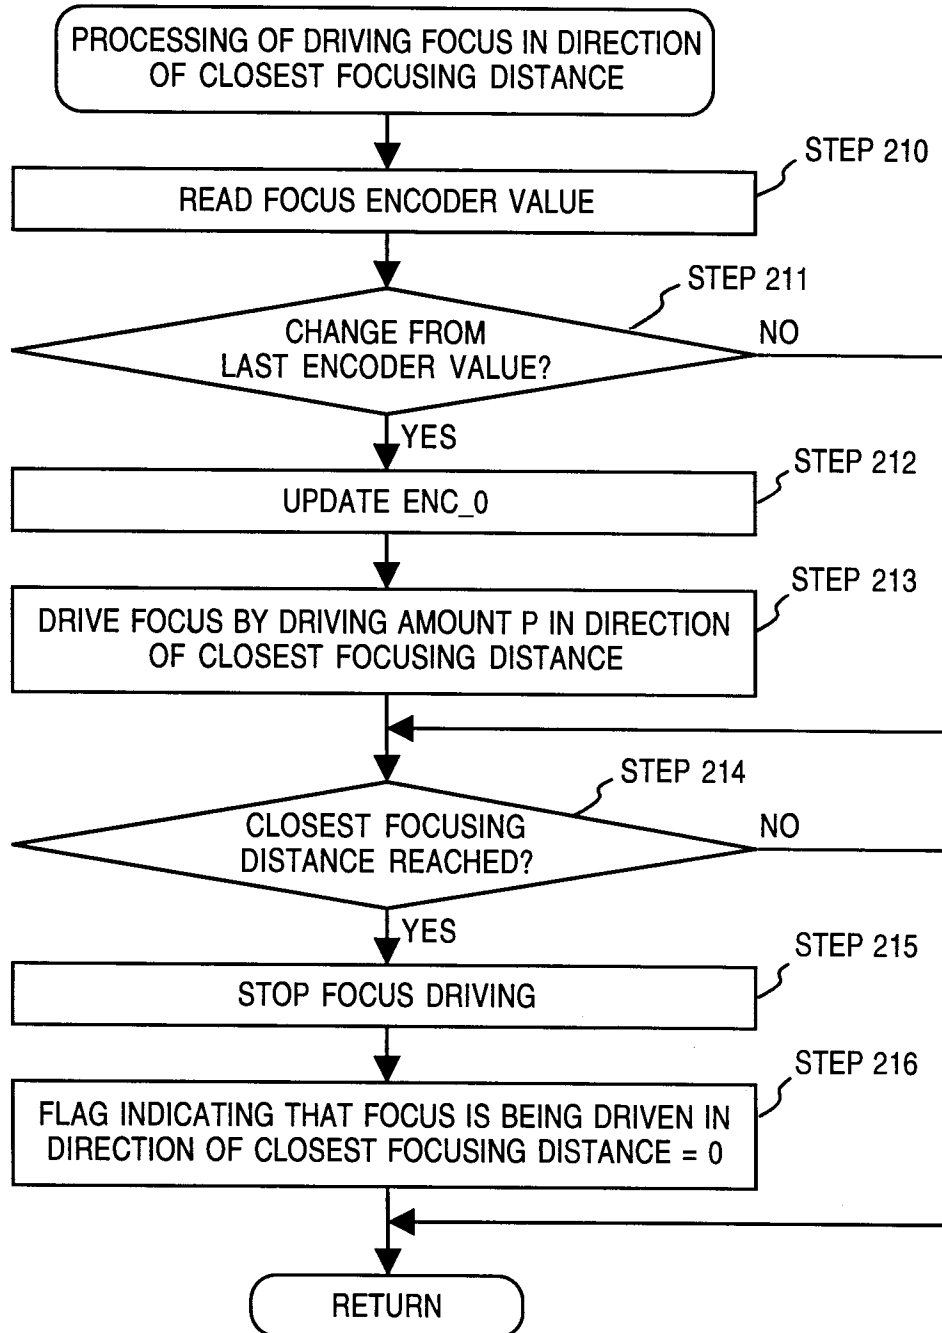 PROCESSING OF DRIVING FOCUS IN DIRECTION
OF CLOSEST FOCUSING DISTANCE
STEP 210
READ FOCUS ENCODER VALUE
STEP 211
CHANGE FROM
LAST ENCODER VALUE?
NO
YES
STEP 212
UPDATE ENC_0
STEP 213
DRIVE FOCUS BY DRIVING AMOUNT P IN DIRECTION
OF CLOSEST FOCUSING DISTANCE
STEP 214
CLOSEST FOCUSING
DISTANCE REACHED?
NO
YES
STEP 215
STOP FOCUS DRIVING
STEP 216
FLAG INDICATING THAT FOCUS IS BEING DRIVEN IN
DIRECTION OF CLOSEST FOCUSING DISTANCE = 0
RETURN